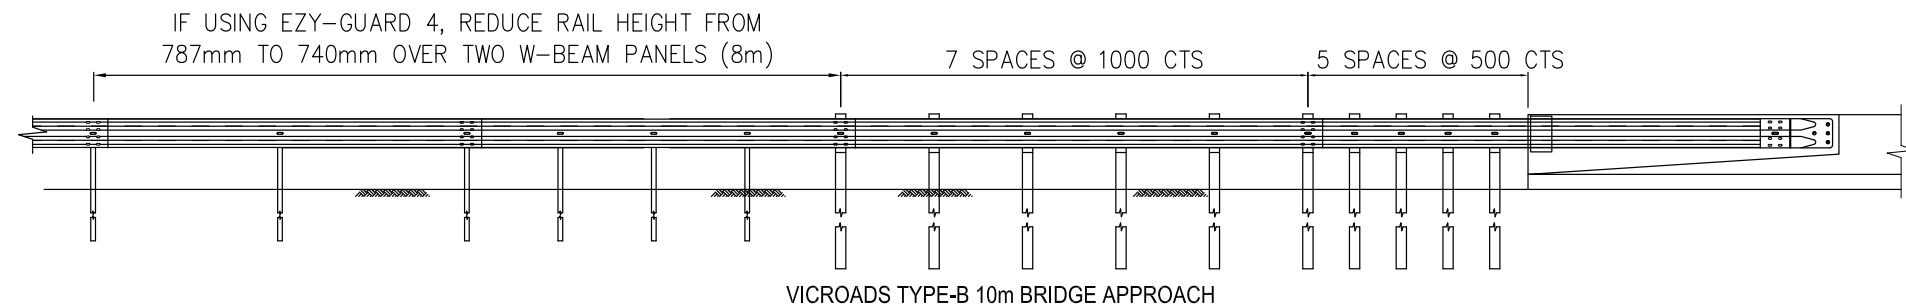 IF USING EZY-GUARD 4, REDUCE RAIL HEIGHT FROM
787mm TO 740mm OVER TWO W-BEAM PANELS (8m)
7 SPACES @ 1000 CTS
5 SPACES @ 500 CTS
VICROADS TYPE-B 10m BRIDGE APPROACH